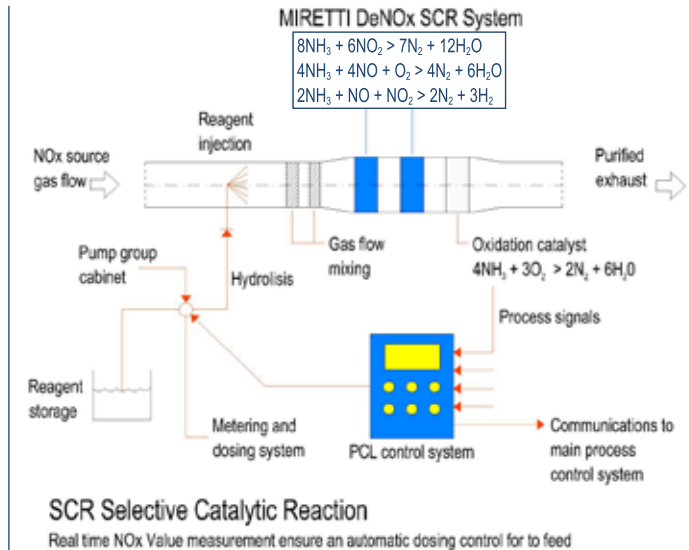 MIRETTI DeNOx SCR System
8NH₃ + 6NO₂ > 7N₂ + 12H₂O
4NH₃ + 4NO + O₂ > 4N₂ + 6H₂O
2NH₃ + NO + NO₂ > 2N₂ + 3H₂
Reagent
injection
NOx source
gas flow
Purified
exhaust
Pump group
cabinet
Hydrolisis
Gas flow
mixing
Oxidation catalyst
4NH₃ + 3O₂ > 2N₂ + 6H₂0
Process signals
Reagent
storage
Metering and
dosing system
PCL control system
Communications to
main process
control system
SCR Selective Catalytic Reaction
Real time NOx Value measurement ensure an automatic dosing control for to feed